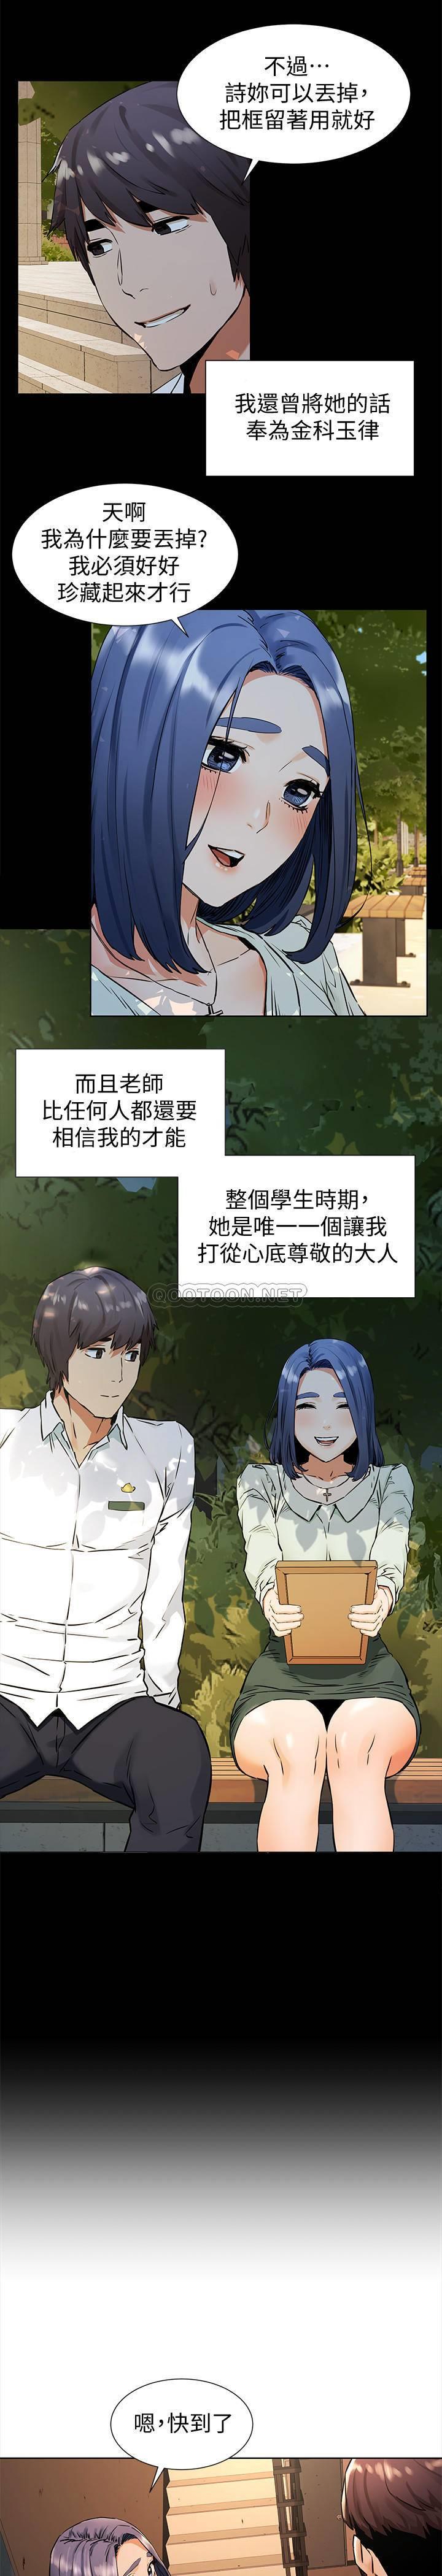 不過⋯
詩妳可以丟掉，
把框留著用就好
我還曾將她的話
奉為金科玉律
天啊
我為什麼要丟掉?
我必須好好
珍藏起來才行
而且老師
比任何人都還要
相信我的才能
整個學生時期，
她是唯一一個讓我
打從心底尊敬的大人
QOOTOON.NET
嗯，快到了